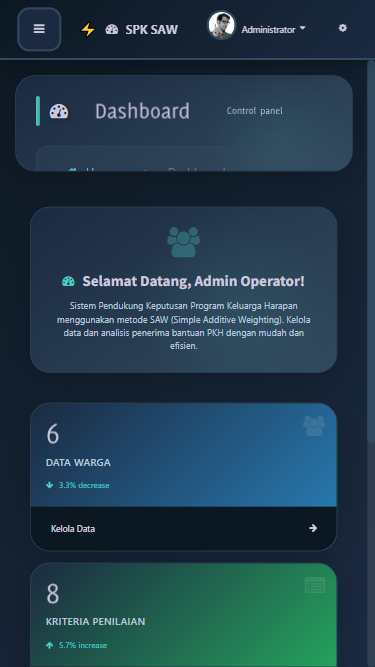 SPK SAW
Administrator
Dashboard
Control panel
Selamat Datang, Admin Operator!
Sistem Pendukung Keputusan Program Keluarga Harapan
menggunakan metode SAW (Simple Additive Weighting). Kelola
data dan analisis penerima bantuan PKH dengan mudah dan
efisien.
6
DATA WARGA
3.3% decrease
Kelola Data
8
KRITERIA PENILAIAN
5.7% increase